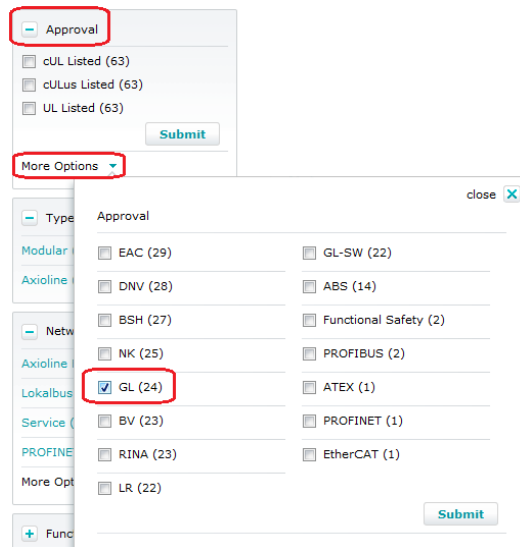 Approval
cUL Listed (63)
cULus Listed (63)
UL Listed (63)
Submit
More Options
close
Approval
EAC (29)
GL-SW (22)
DNV (28)
ABS (14)
BSH (27)
Functional Safety (2)
NK (25)
PROFIBUS (2)
GL (24)
ATEX (1)
BV (23)
PROFINET (1)
RINA (23)
EtherCAT (1)
LR (22)
Submit
Type
Modular
Axioline
Netw
Axioline
Lokalbus
Service (
PROFINE
More Opt
Func